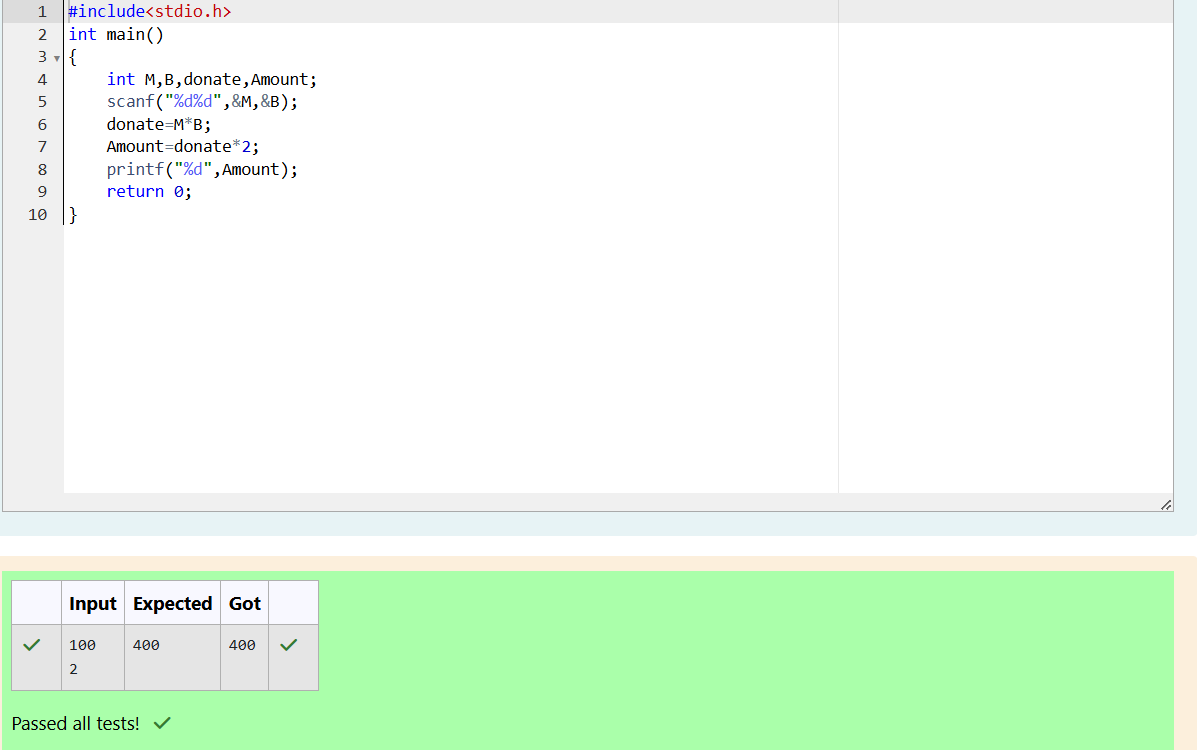 1 #include<stdio.h>
2 int main()
3 {
4     int M,B,donate,Amount;
5     scanf("%d%d",&M,&B);
6     donate=M*B;
7     Amount=donate*2;
8     printf("%d",Amount);
9     return 0;
10 }
Input Expected Got
100 400 400
2
Passed all tests!